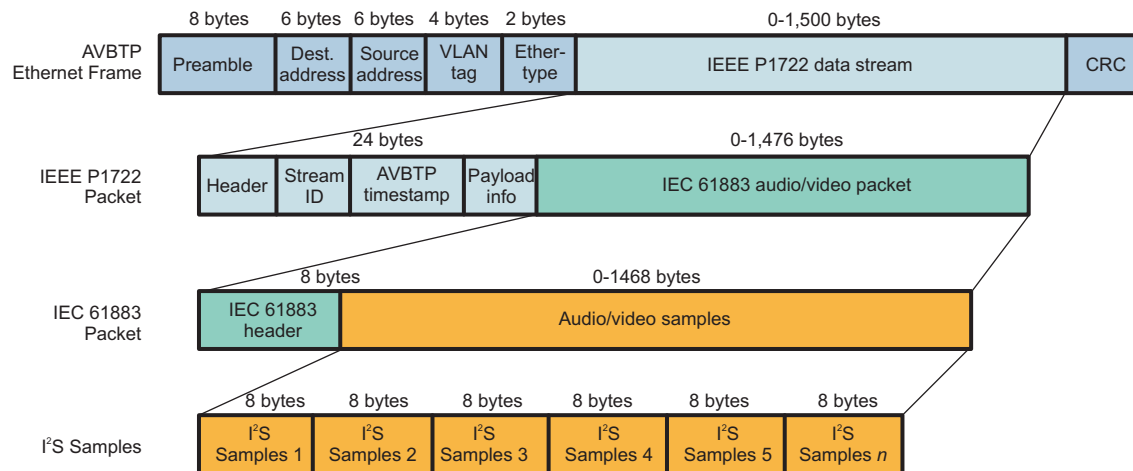 8 bytes 6 bytes 6 bytes 4 bytes 2 bytes 0-1,500 bytes
AVBTP
Ethernet Frame
Preamble
Dest.
address
Source
address
VLAN
tag
Ether-
type
IEEE P1722 data stream
CRC
24 bytes 0-1,476 bytes
IEEE P1722
Packet
Header
Stream
ID
AVBTP
timestamp
Payload
info
IEC 61883 audio/video packet
8 bytes 0-1468 bytes
IEC 61883
Packet
IEC 61883
header
Audio/video samples
8 bytes 8 bytes 8 bytes 8 bytes 8 bytes 8 bytes
I²S Samples
I²S
Samples 1
I²S
Samples 2
I²S
Samples 3
I²S
Samples 4
I²S
Samples 5
I²S
Samples n